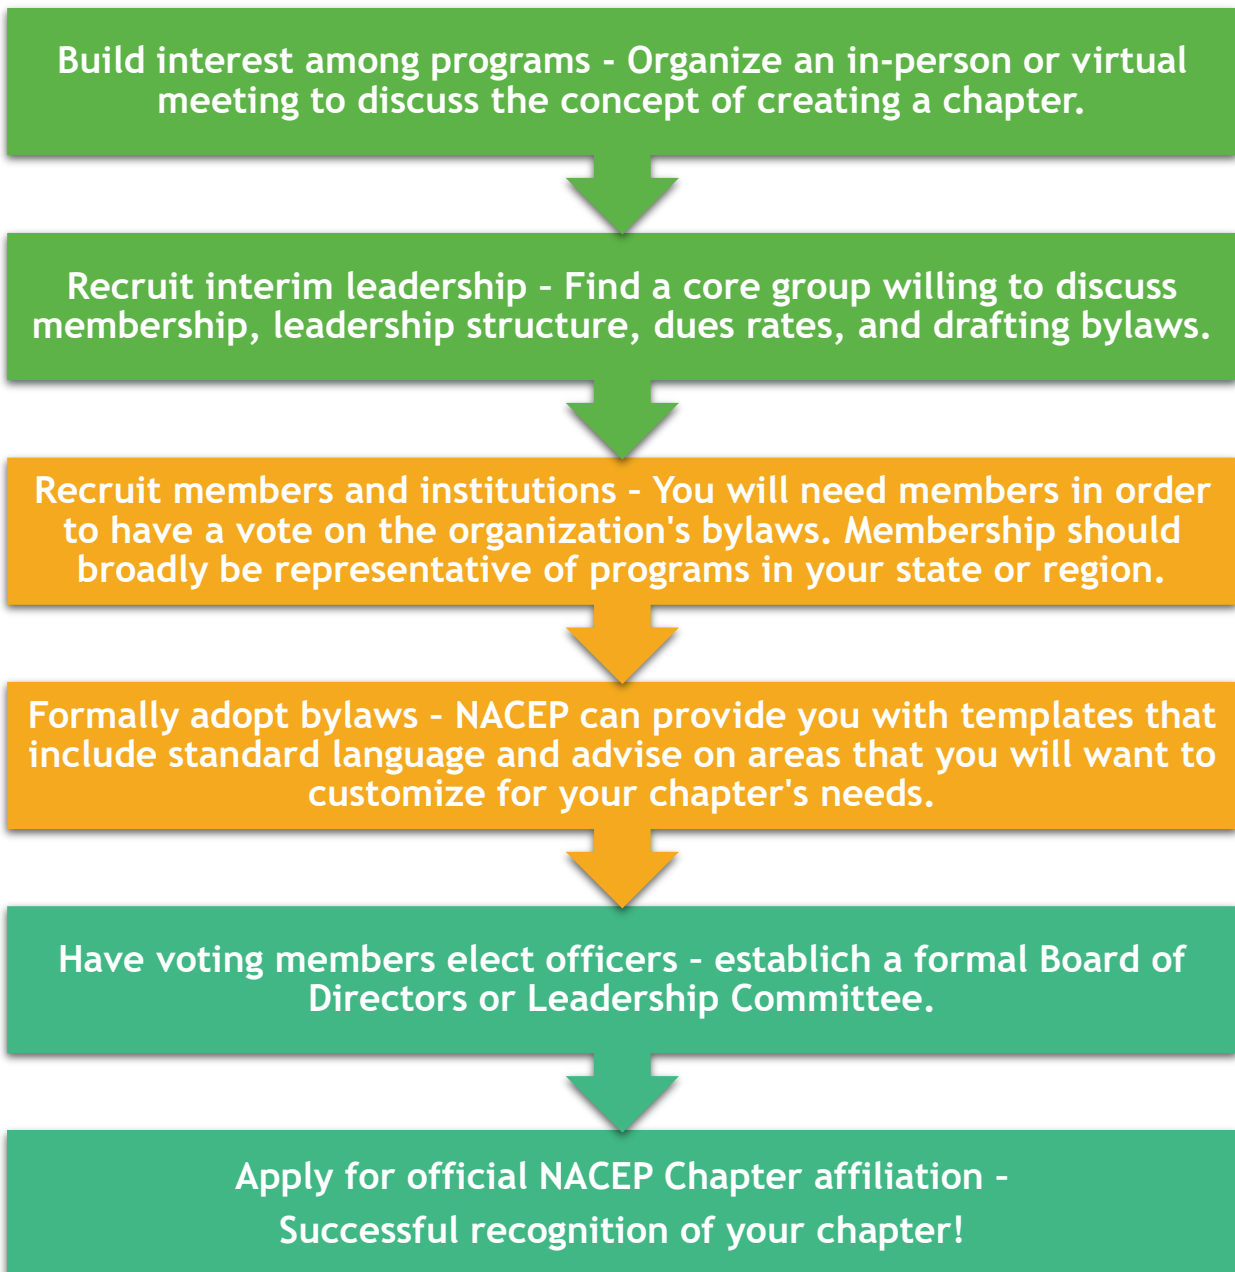 Build interest among programs - Organize an in-person or virtual
meeting to discuss the concept of creating a chapter.
Recruit interim leadership – Find a core group willing to discuss
membership, leadership structure, dues rates, and drafting bylaws.
Recruit members and institutions – You will need members in order
to have a vote on the organization's bylaws. Membership should
broadly be representative of programs in your state or region.
Formally adopt bylaws – NACEP can provide you with templates that
include standard language and advise on areas that you will want to
customize for your chapter's needs.
Have voting members elect officers – establich a formal Board of
Directors or Leadership Committee.
Apply for official NACEP Chapter affiliation –
Successful recognition of your chapter!